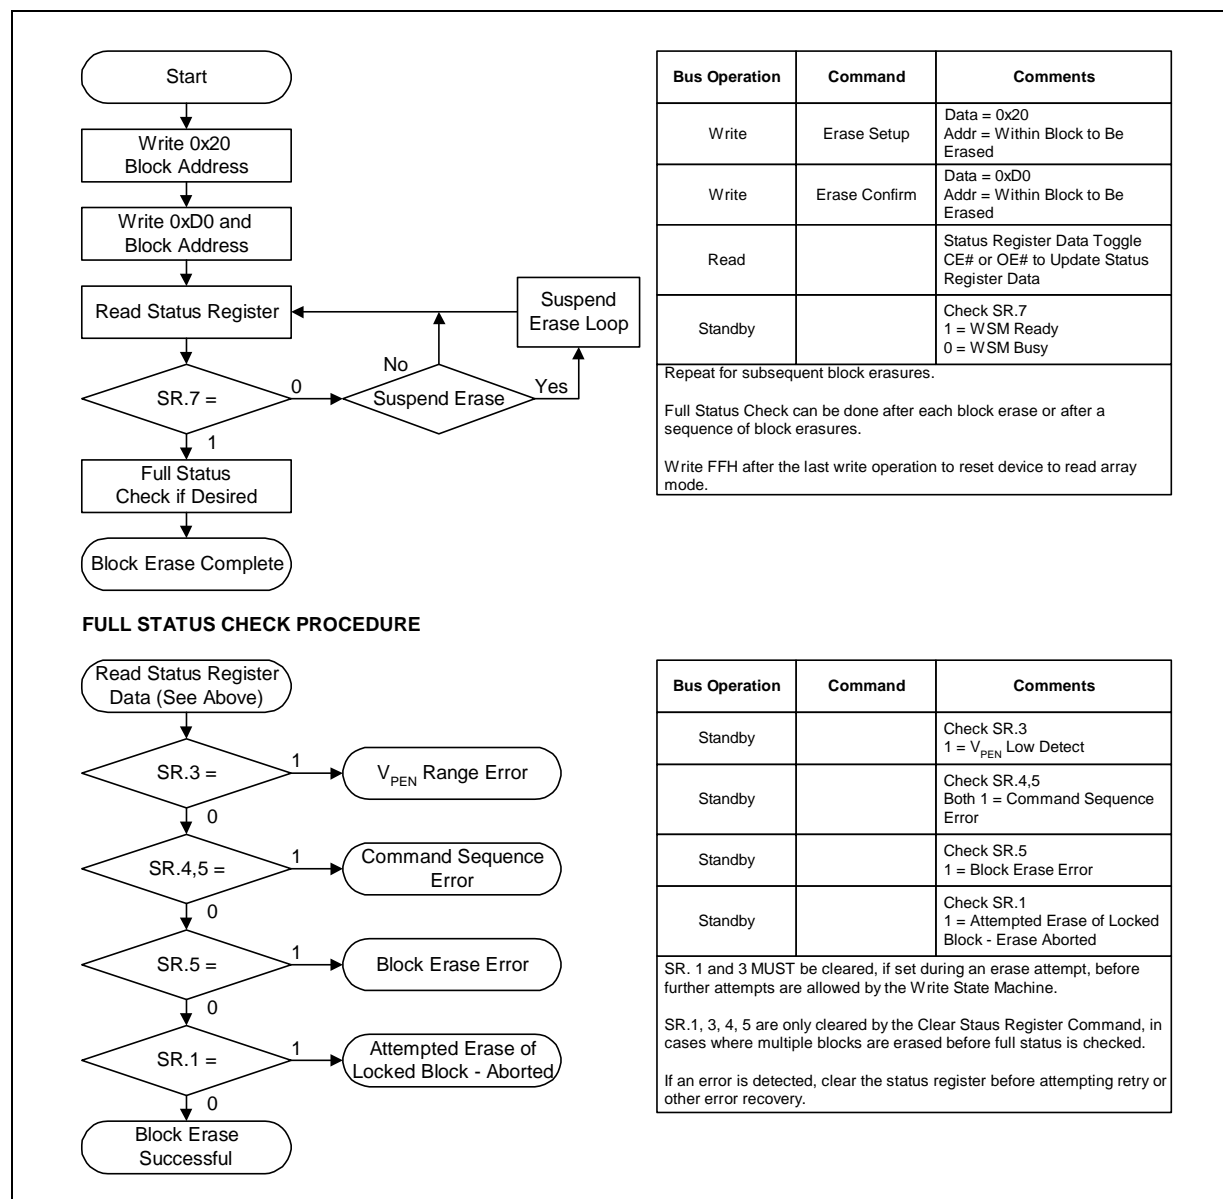 Start
Write 0x20
Block Address
Write 0xD0 and
Block Address
Read Status Register
Suspend
Erase Loop
No
Yes
SR.7 =
0
Suspend Erase
1
Full Status
Check if Desired
Block Erase Complete
Bus Operation Command Comments
Write Erase Setup Data = 0x20
Addr = Within Block to Be
Erased
Write Erase Confirm Data = 0xD0
Addr = Within Block to Be
Erased
Read Status Register Data Toggle
CE# or OE# to Update Status
Register Data
Standby Check SR.7
1 = WSM Ready
0 = WSM Busy
Repeat for subsequent block erasures.
Full Status Check can be done after each block erase or after a
sequence of block erasures.
Write FFH after the last write operation to reset device to read array
mode.
FULL STATUS CHECK PROCEDURE
Read Status Register
Data (See Above)
SR.3 =
1
V_PEN Range Error
0
SR.4,5 =
1
Command Sequence
Error
0
SR.5 =
1
Block Erase Error
0
SR.1 =
1
Attempted Erase of
Locked Block - Aborted
0
Block Erase
Successful
Bus Operation Command Comments
Standby Check SR.3
1 = V_PEN Low Detect
Standby Check SR.4,5
Both 1 = Command Sequence
Error
Standby Check SR.5
1 = Block Erase Error
Standby Check SR.1
1 = Attempted Erase of Locked
Block - Erase Aborted
SR. 1 and 3 MUST be cleared, if set during an erase attempt, before
further attempts are allowed by the Write State Machine.
SR.1, 3, 4, 5 are only cleared by the Clear Staus Register Command, in
cases where multiple blocks are erased before full status is checked.
If an error is detected, clear the status register before attempting retry or
other error recovery.